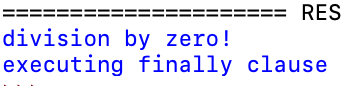 ===================== RES
division by zero!
executing finally clause